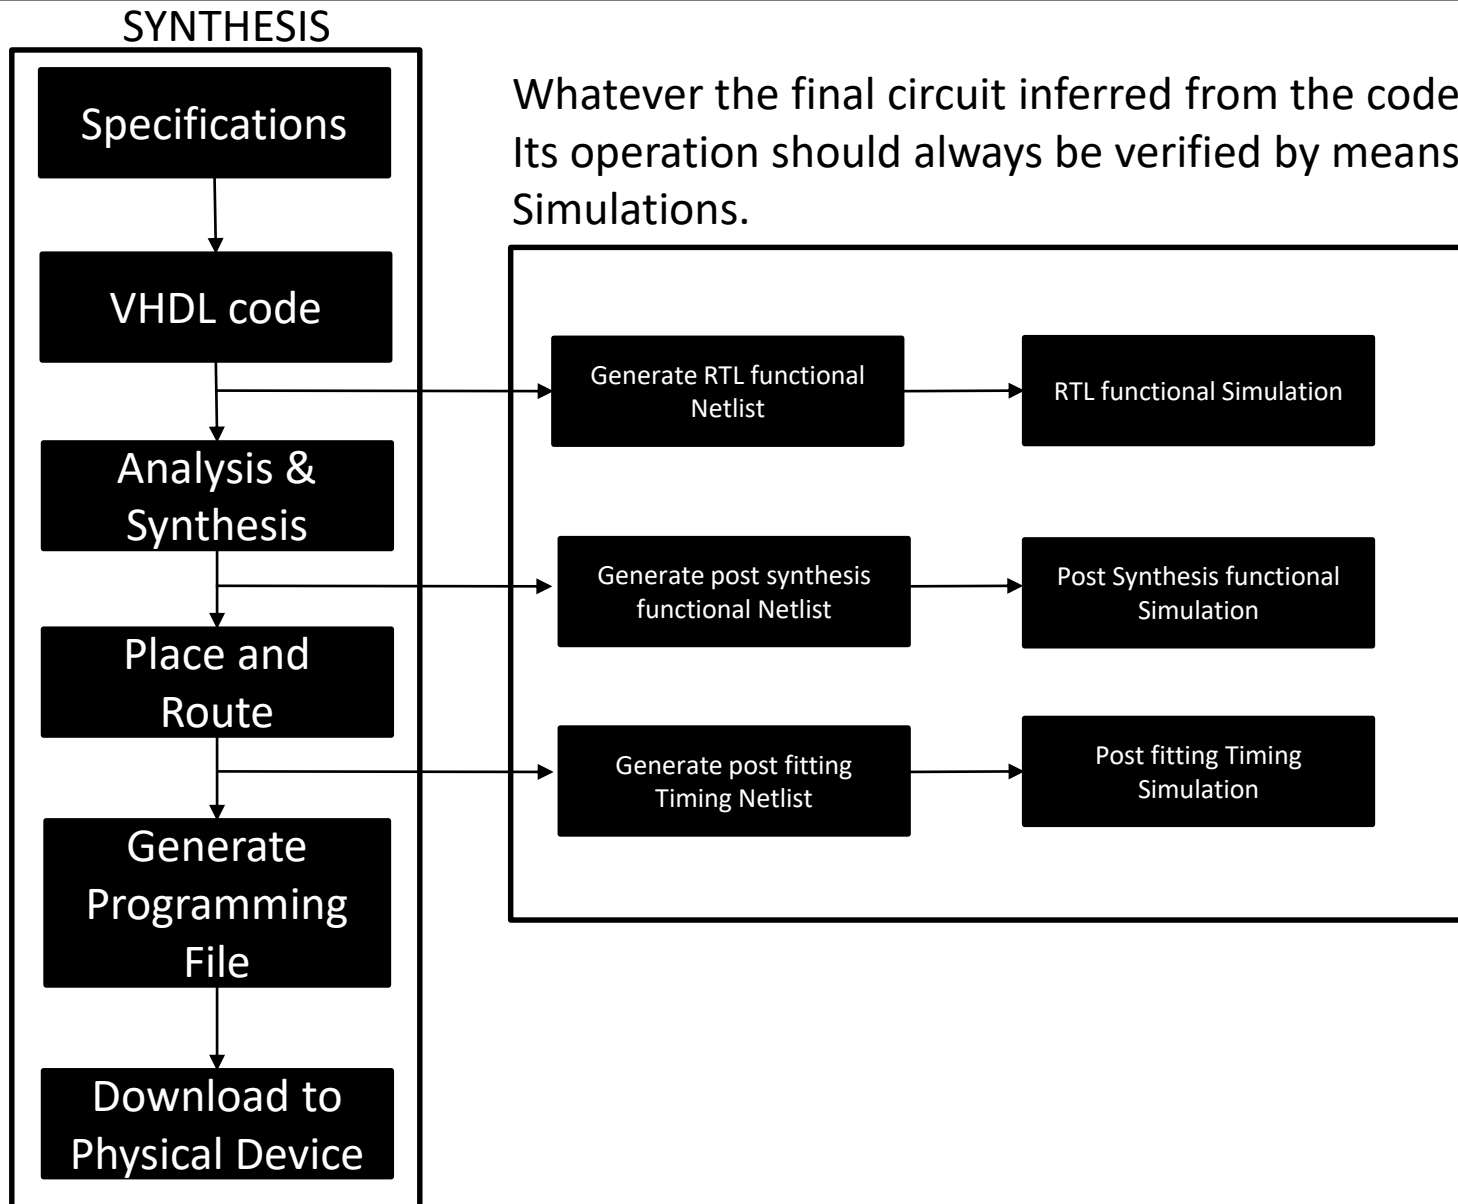 SYNTHESIS
Specifications
VHDL code
Analysis &
Synthesis
Place and
Route
Generate
Programming
File
Download to
Physical Device
Whatever the final circuit inferred from the code
Its operation should always be verified by means
Simulations.
Generate RTL functional
Netlist
RTL functional Simulation
Generate post synthesis
functional Netlist
Post Synthesis functional
Simulation
Generate post fitting
Timing Netlist
Post fitting Timing
Simulation